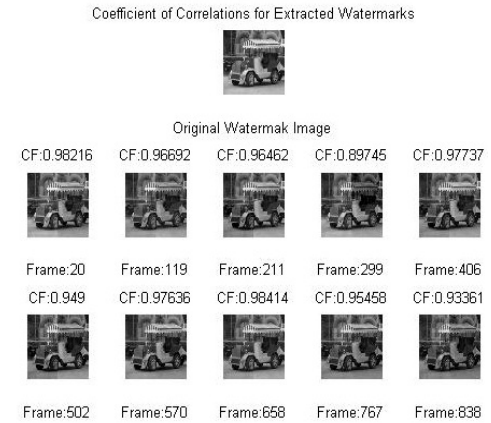 Coefficient of Correlations for Extracted Watermarks
Original Watermak Image
CF:0.98216 CF:0.96692 CF:0.96462 CF:0.89745 CF:0.97737
Frame:20 Frame:119 Frame:211 Frame:299 Frame:406
CF:0.949 CF:0.97636 CF:0.98414 CF:0.95458 CF:0.93361
Frame:502 Frame:570 Frame:658 Frame:767 Frame:838